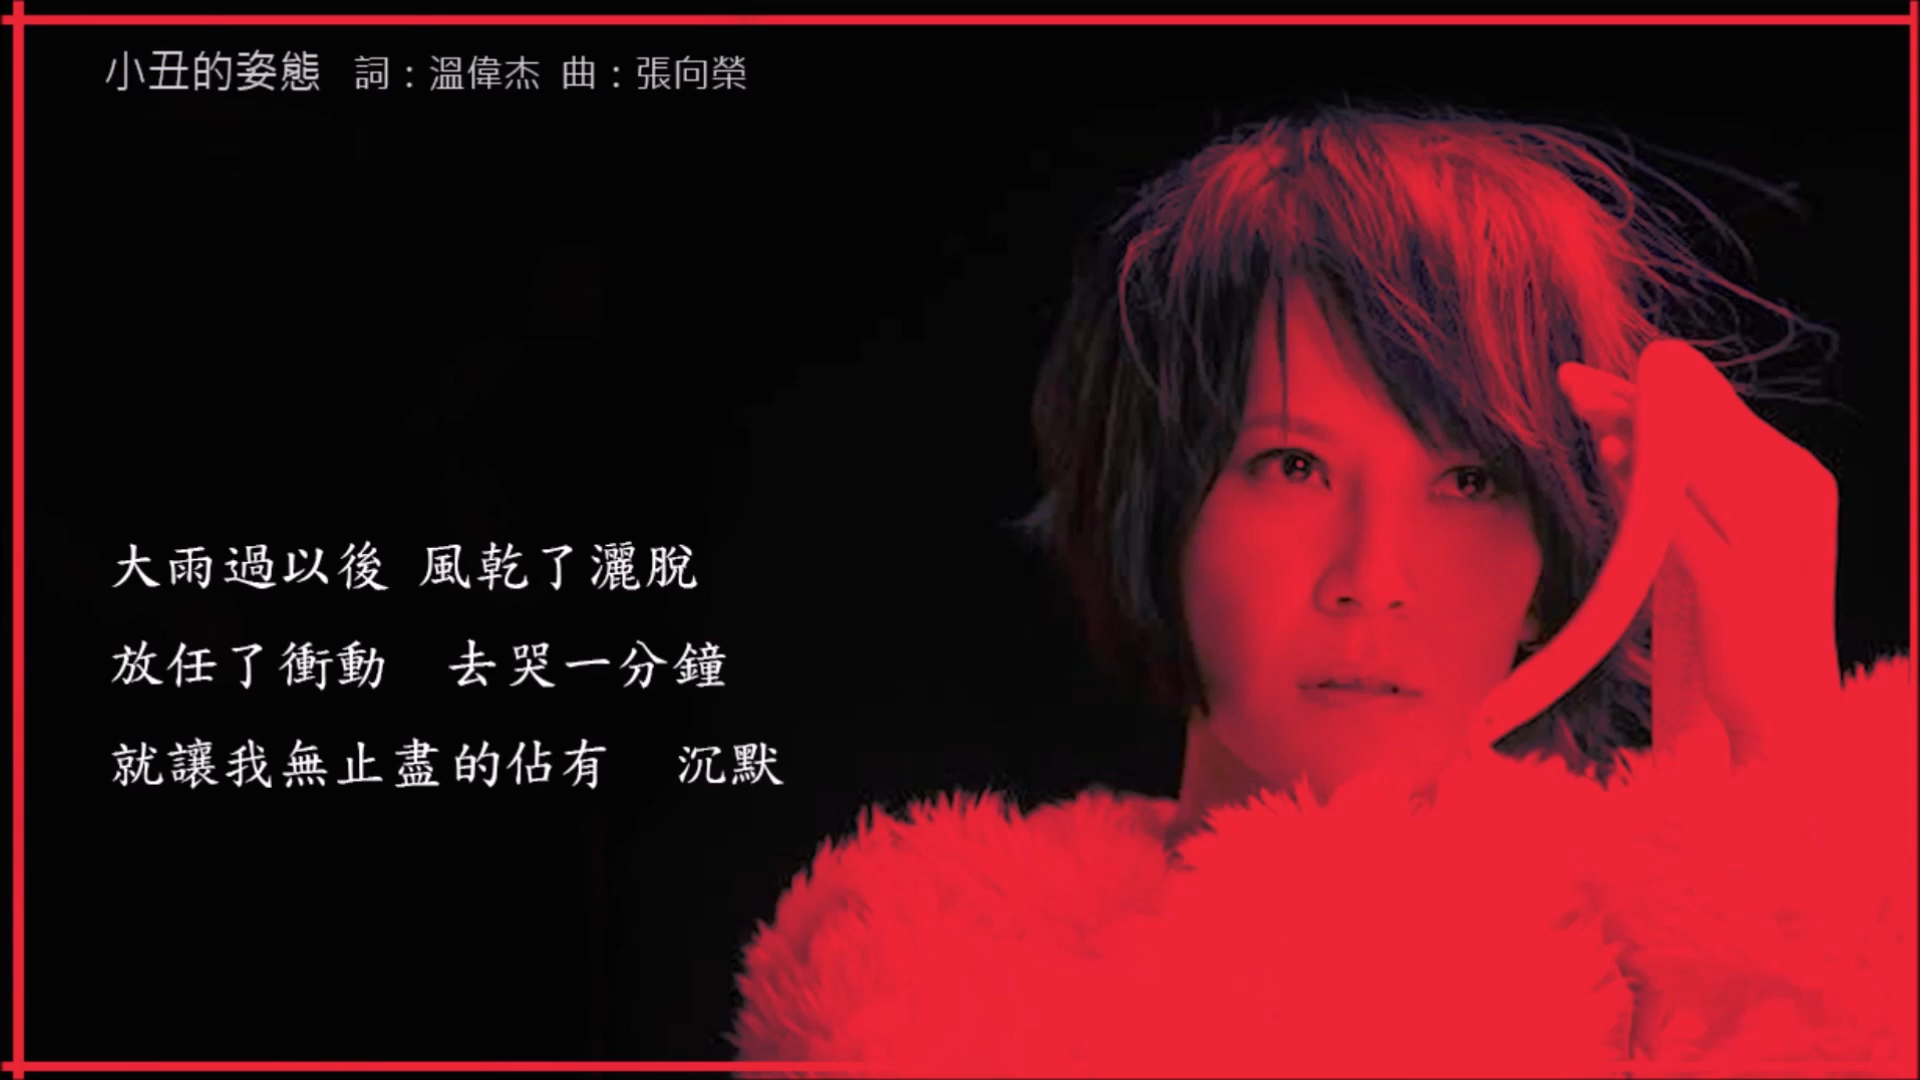 小丑的姿態 詞：溫偉杰 曲：張向榮
大雨過以後 風乾了灑脫
放任了衝動 去哭一分鐘
就讓我無止盡的佔有 沉默